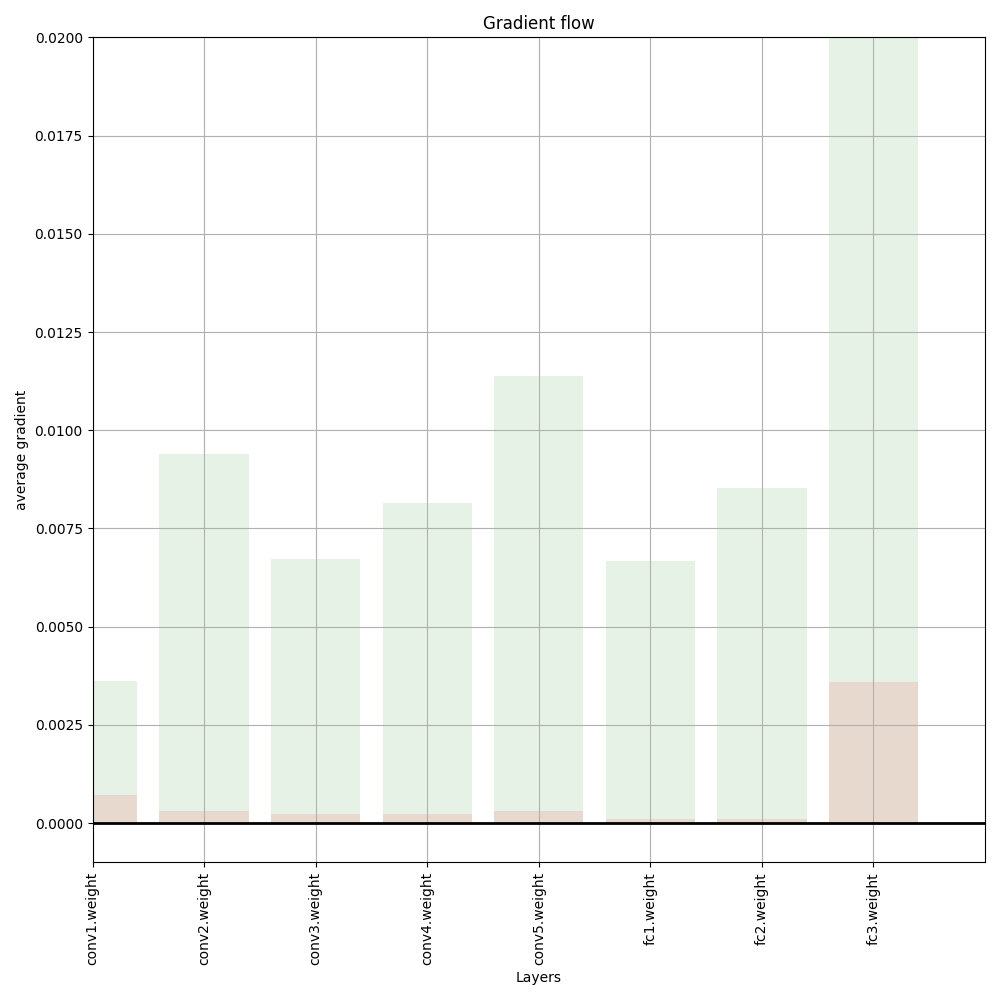 Gradient flow
0.0200
0.0175
0.0150
0.0125
0.0100
0.0075
0.0050
0.0025
0.0000
average gradient
conv1.weight
conv2.weight
conv3.weight
conv4.weight
conv5.weight
fc1.weight
fc2.weight
fc3.weight
Layers